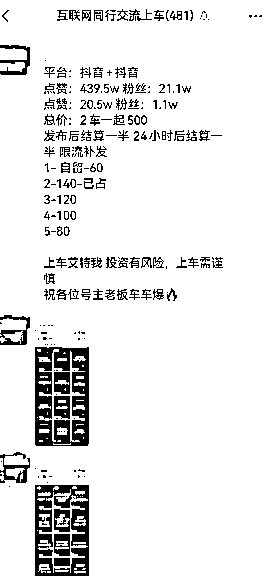 互联网同行交流上车(481)
平台：抖音+抖音
点赞：439.5w 粉丝：21.1w
点赞：20.5w 粉丝：1.1w
总价：2车一起500
发布后结算一半 24小时后结算一
半 限流补发
1- 自留-60
2-140-已占
3-120
4-100
5-80
上车艾特我 投资有风险，上车需谨
慎
祝各位号主老板车车爆🔥